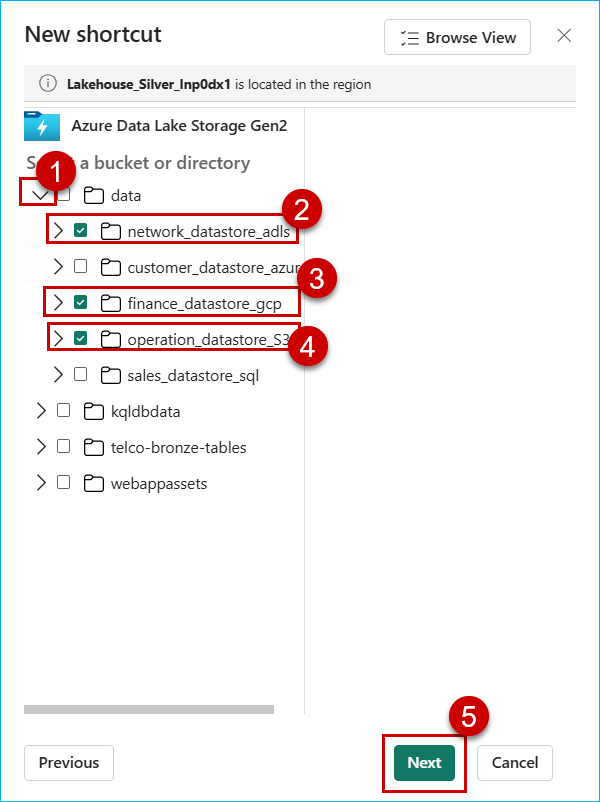 New shortcut
Browse View
Lakehouse_Silver_Inp0dx1 is located in the region
Azure Data Lake Storage Gen2
a bucket or directory
1
data
2
network_datastore_adls
customer_datastore_azur
3
finance_datastore_gcp
operation_datastore_S3
4
sales_datastore_sql
kqldbdata
telco-bronze-tables
webappassets
5
Previous
Next
Cancel